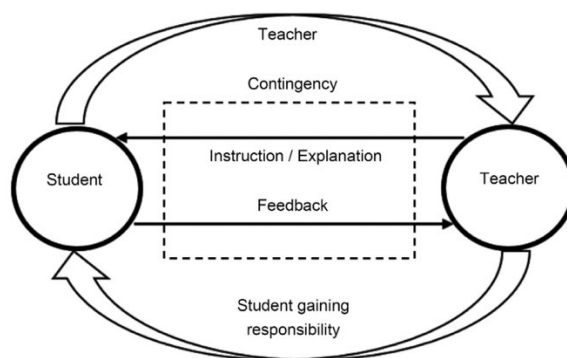 Teacher
Contingency
Instruction / Explanation
Student
Teacher
Feedback
Student gaining
responsibility